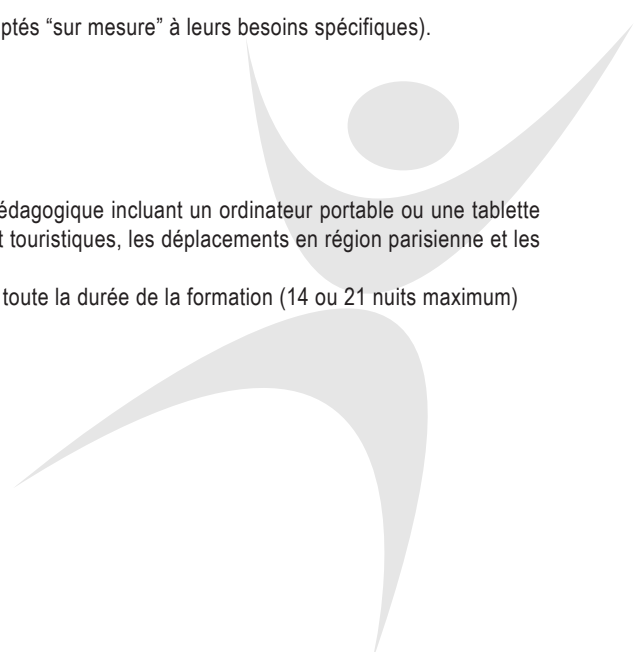 ptés “sur mesure” à leurs besoins spécifiques).
édagogique incluant un ordinateur portable ou une tablette
t touristiques, les déplacements en région parisienne et les
toute la durée de la formation (14 ou 21 nuits maximum)